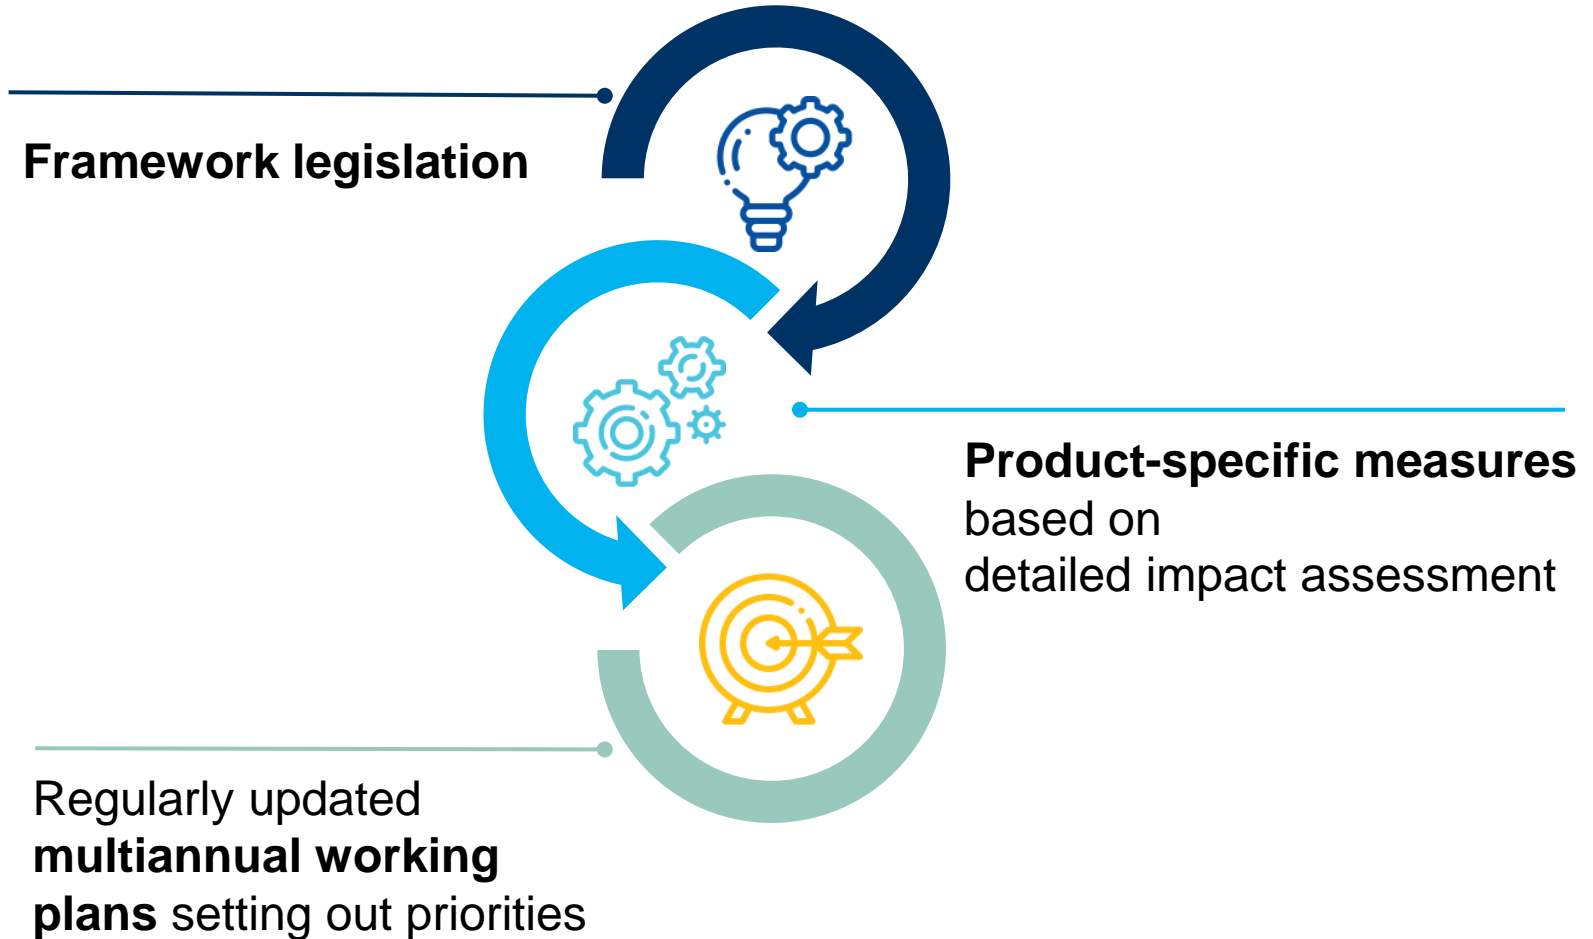 Framework legislation
Product-specific measures
based on
detailed impact assessment
Regularly updated
multiannual working
plans setting out priorities